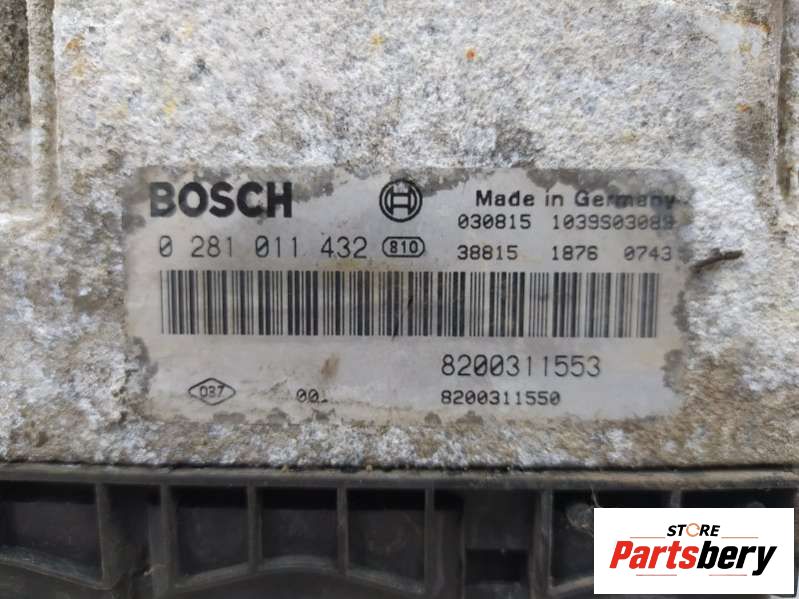 BOSCH
Made in Germany
030815 1039S03089
0 281 011 432 810
38815 1876 0743
8200311553
037 00.
8200311550
STORE
Partsbery